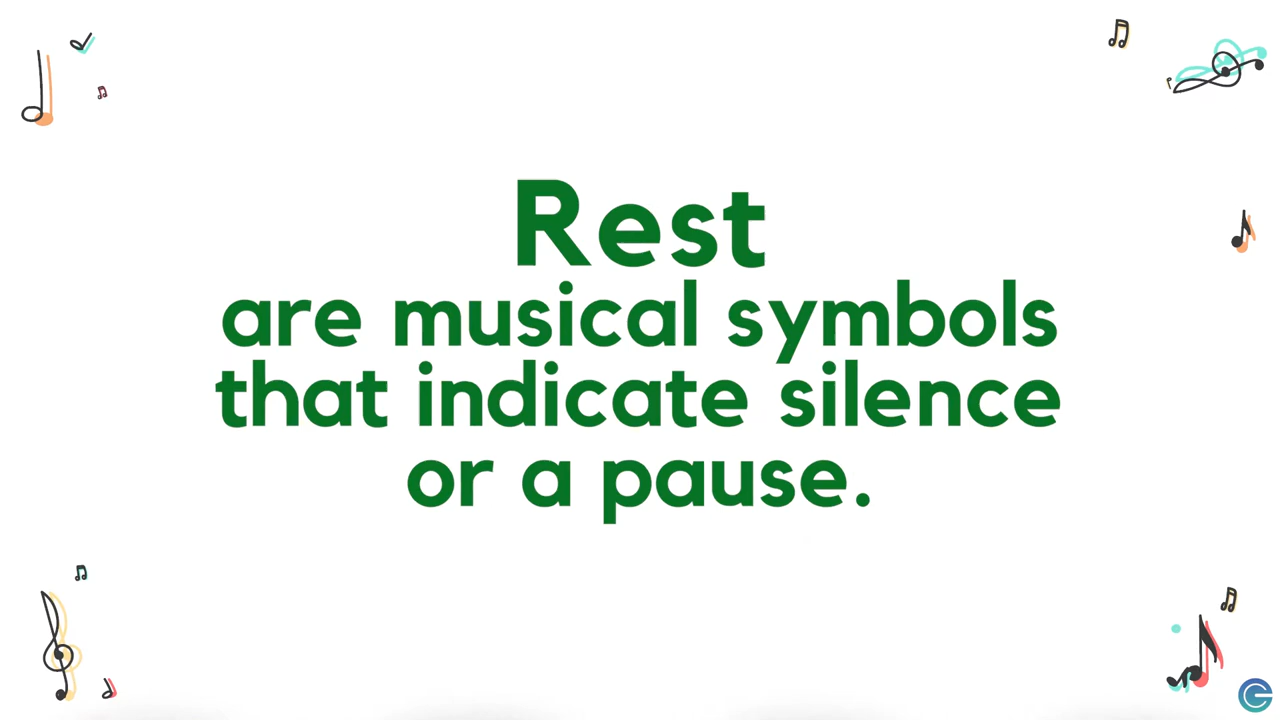 Rest
are musical symbols
that indicate silence
or a pause.